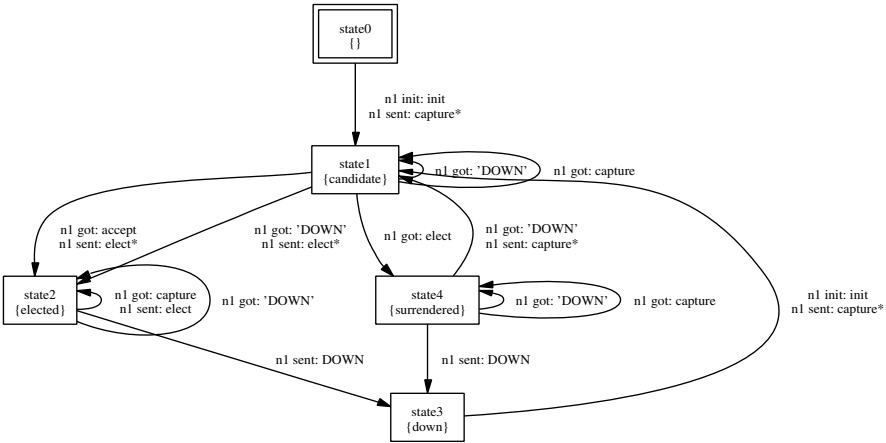 state0
{}
n1 init: init
n1 sent: capture*
state1
{candidate}
n1 got: 'DOWN'
n1 got: capture
n1 got: accept
n1 sent: elect*
n1 got: 'DOWN'
n1 sent: elect*
n1 got: elect
n1 got: 'DOWN'
n1 sent: capture*
state2
{elected}
n1 got: capture
n1 sent: elect
n1 got: 'DOWN'
state4
{surrendered}
n1 got: 'DOWN'
n1 got: capture
n1 init: init
n1 sent: capture*
n1 sent: DOWN
n1 sent: DOWN
state3
{down}